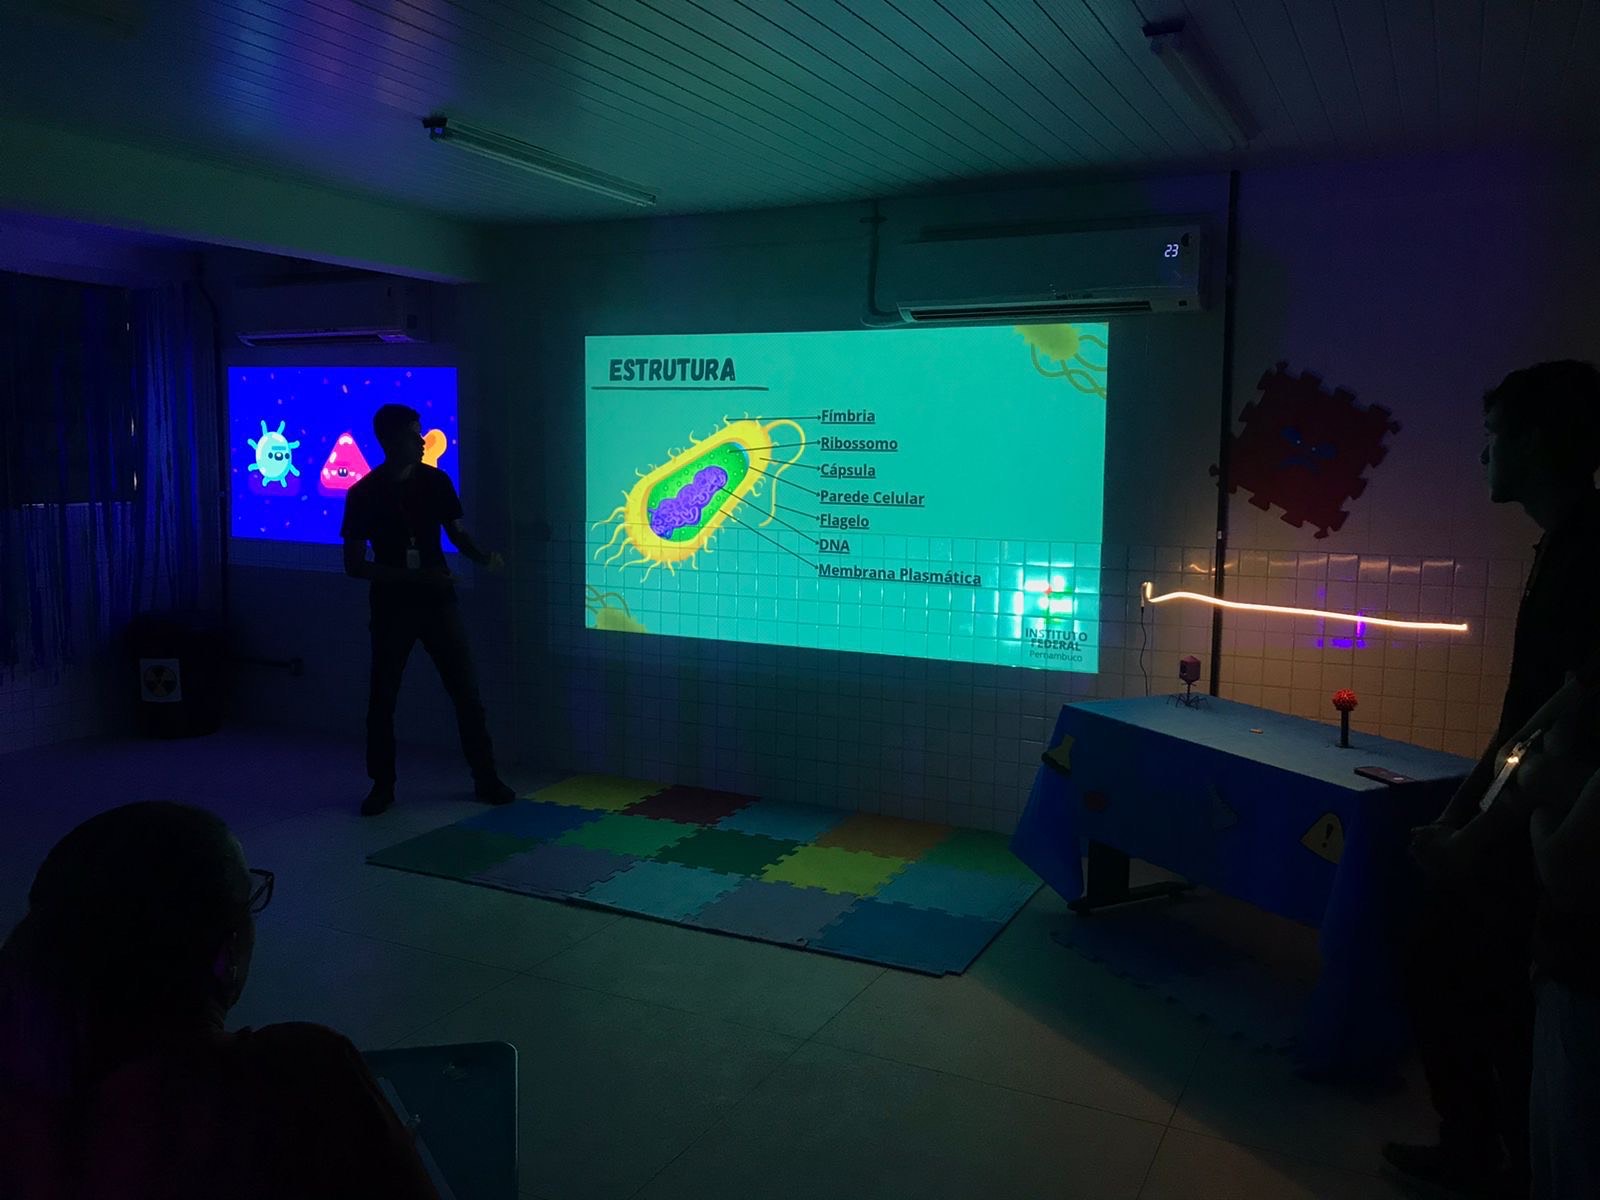 23
ESTRUTURA
Fímbria
Ribossomo
Cápsula
Parede Celular
Flagelo
DNA
Membrana Plasmática
INSTITUTO
FEDERAL
Pernambuco
!